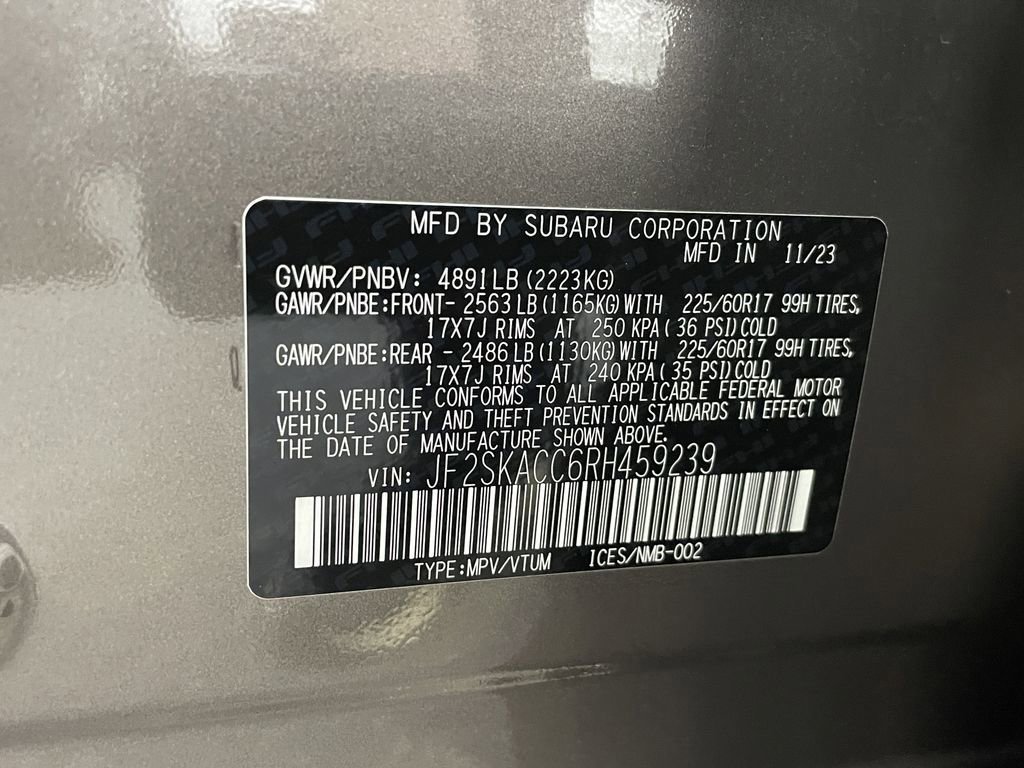 MFD BY SUBARU CORPORATION
MFD IN 11/23
GVWR/PNBV: 4891LB (2223KG)
GAWR/PNBE:FRONT- 2563LB (1165KG)WITH 225/60R17 99H TIRES,
17X7J RIMS AT 250 KPA( 36 PSI)COLD
GAWR/PNBE:REAR - 2486LB (1130KG)WITH 225/60R17 99H TIRES,
17X7J RIMS AT 240 KPA( 35 PSI)COLD
THIS VEHICLE CONFORMS TO ALL APPLICABLE FEDERAL MOTOR
VEHICLE SAFETY AND THEFT PREVENTION STANDARDS IN EFFECT ON
THE DATE OF MANUFACTURE SHOWN ABOVE.
VIN: JF2SKACC6RH459239
TYPE:MPV/VTUM ICES/NMB-002